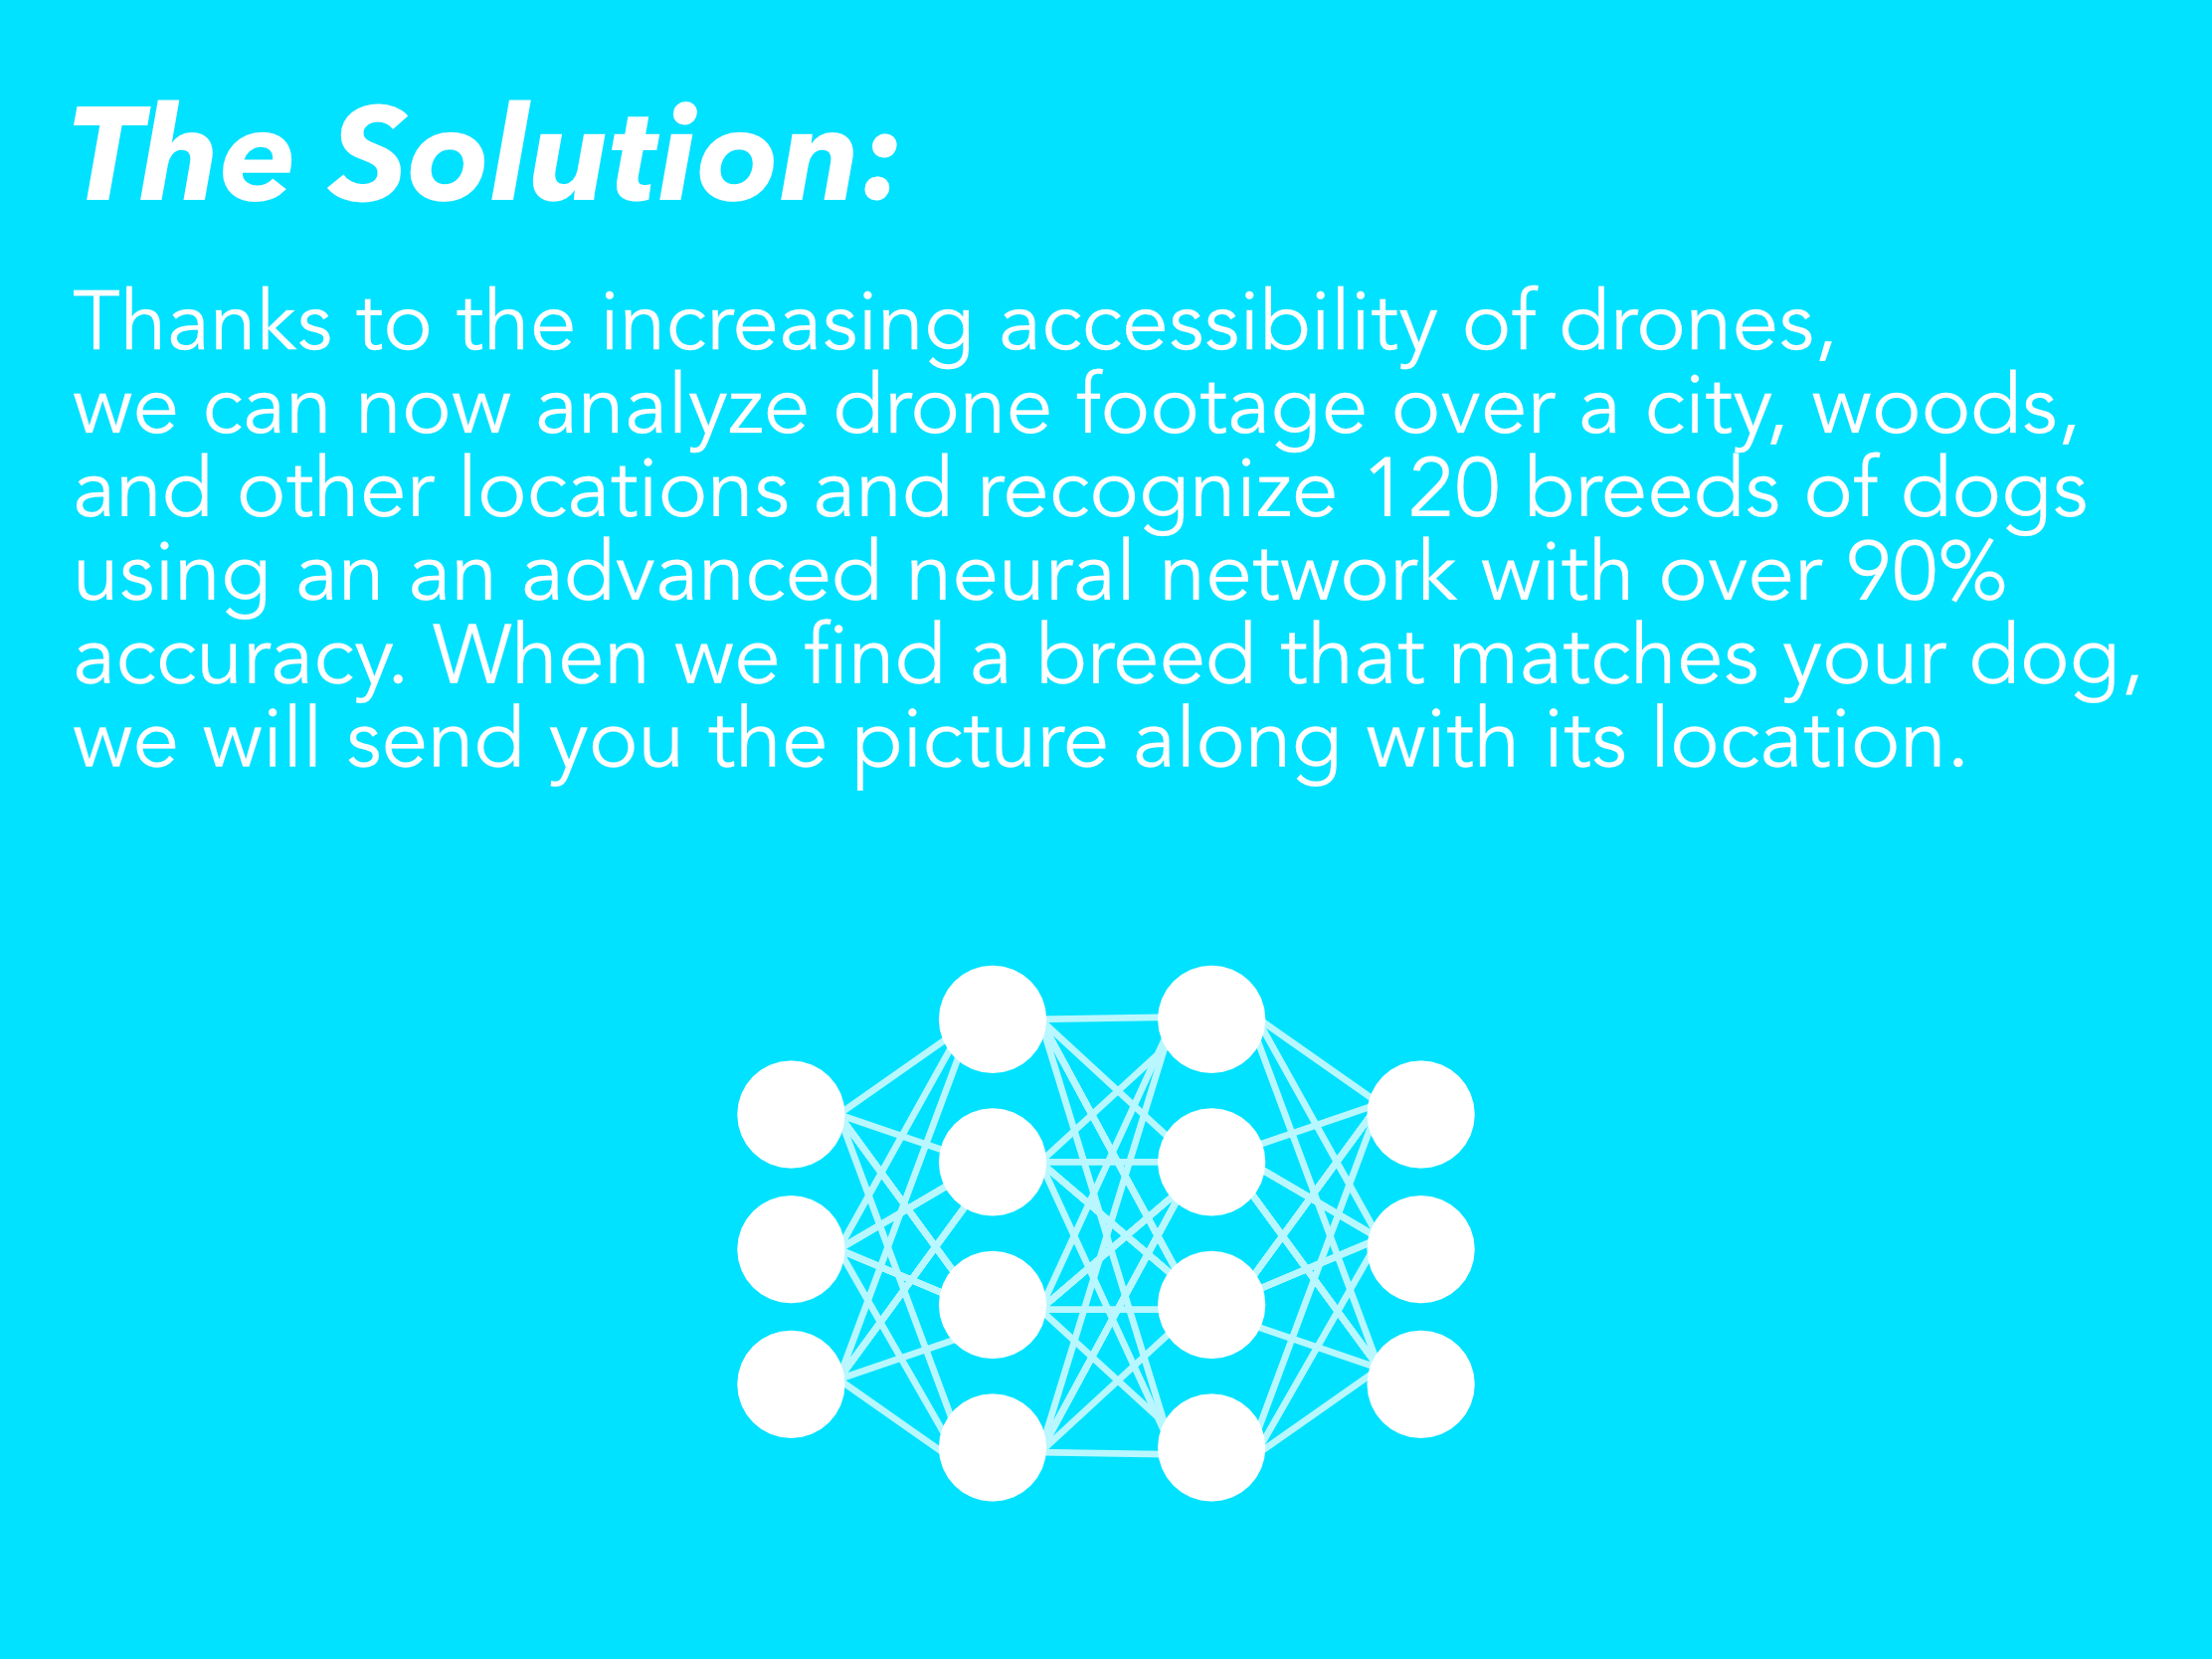 The Solution:
Thanks to the increasing accessibility of drones,
we can now analyze drone footage over a city, woods,
and other locations and recognize 120 breeds of dogs
using an an advanced neural network with over 90%
accuracy. When we find a breed that matches your dog,
we will send you the picture along with its location.